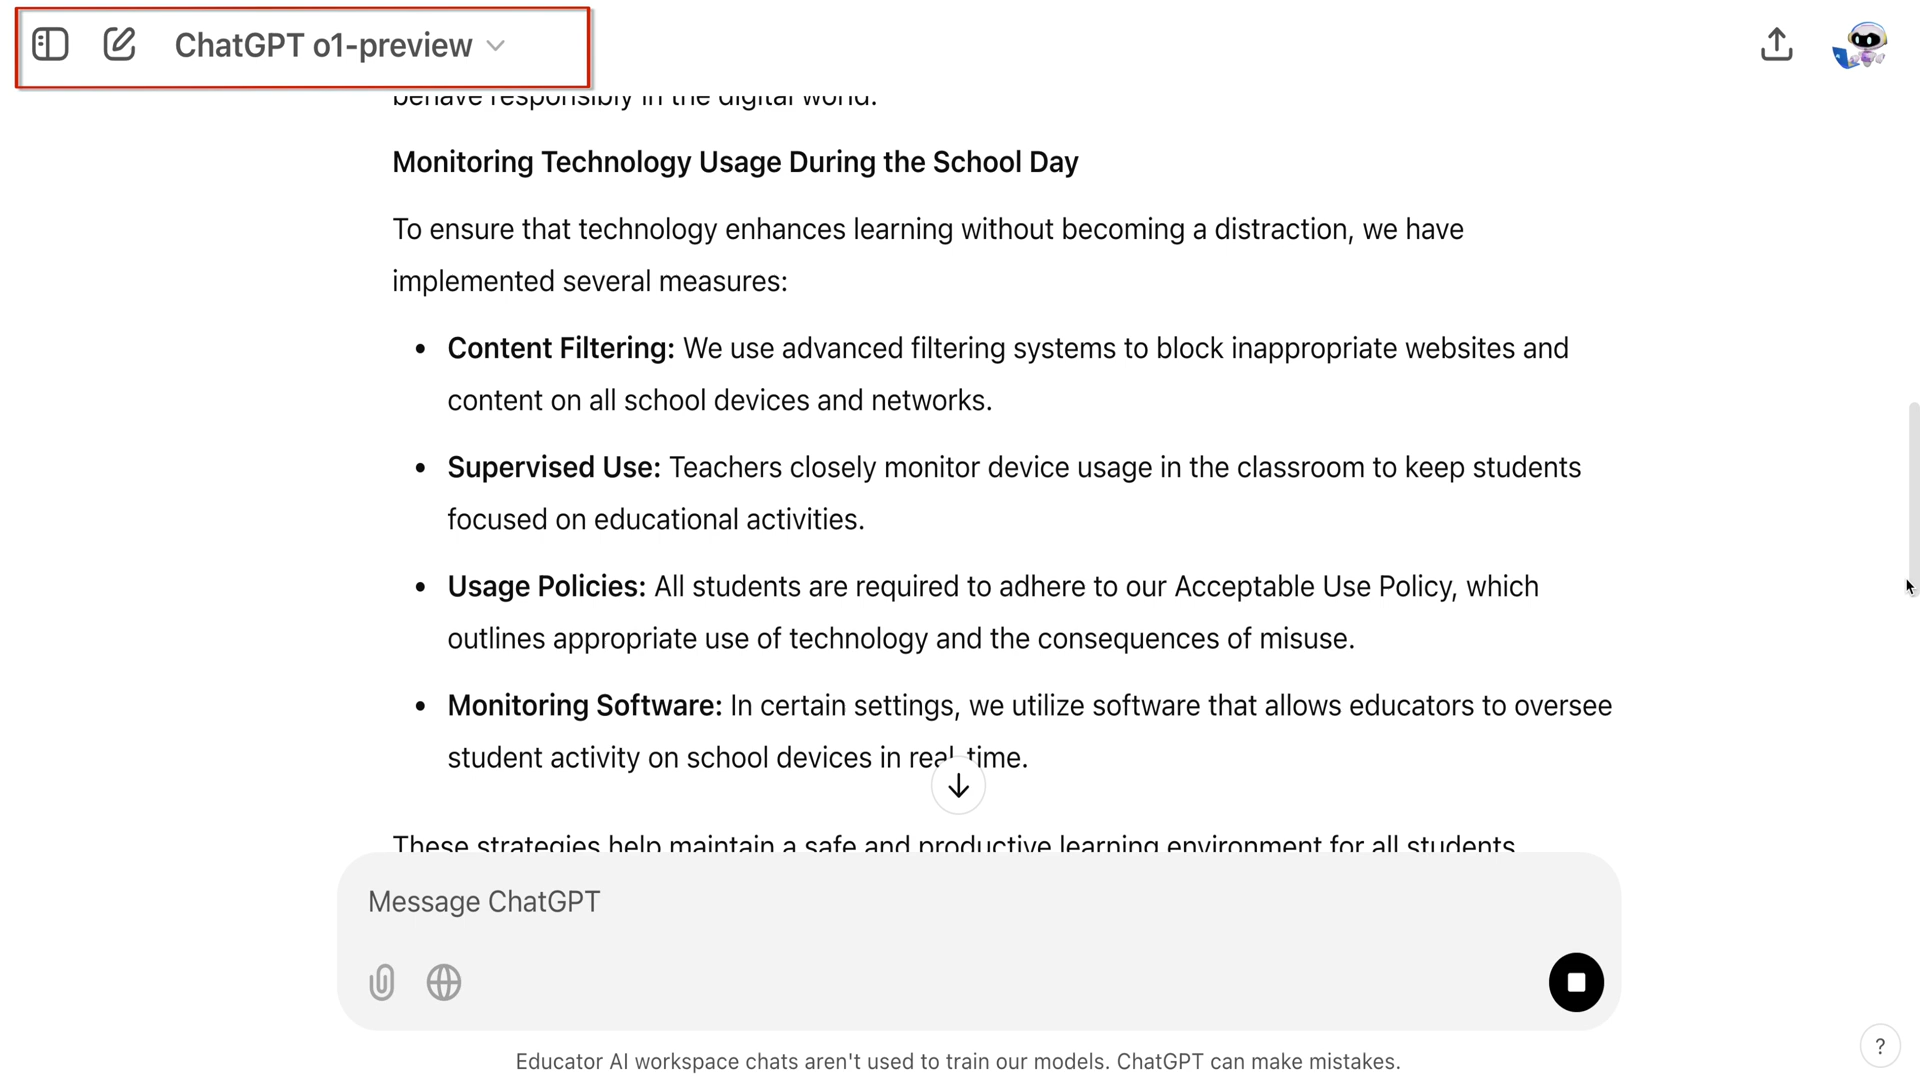 ChatGPT o1-preview
behave responsibly in the digital world.
Monitoring Technology Usage During the School Day
To ensure that technology enhances learning without becoming a distraction, we have
implemented several measures:
• Content Filtering: We use advanced filtering systems to block inappropriate websites and
content on all school devices and networks.
• Supervised Use: Teachers closely monitor device usage in the classroom to keep students
focused on educational activities.
• Usage Policies: All students are required to adhere to our Acceptable Use Policy, which
outlines appropriate use of technology and the consequences of misuse.
• Monitoring Software: In certain settings, we utilize software that allows educators to oversee
student activity on school devices in real-time.
These strategies help maintain a safe and productive learning environment for all students.
Message ChatGPT
Educator AI workspace chats aren't used to train our models. ChatGPT can make mistakes.
?